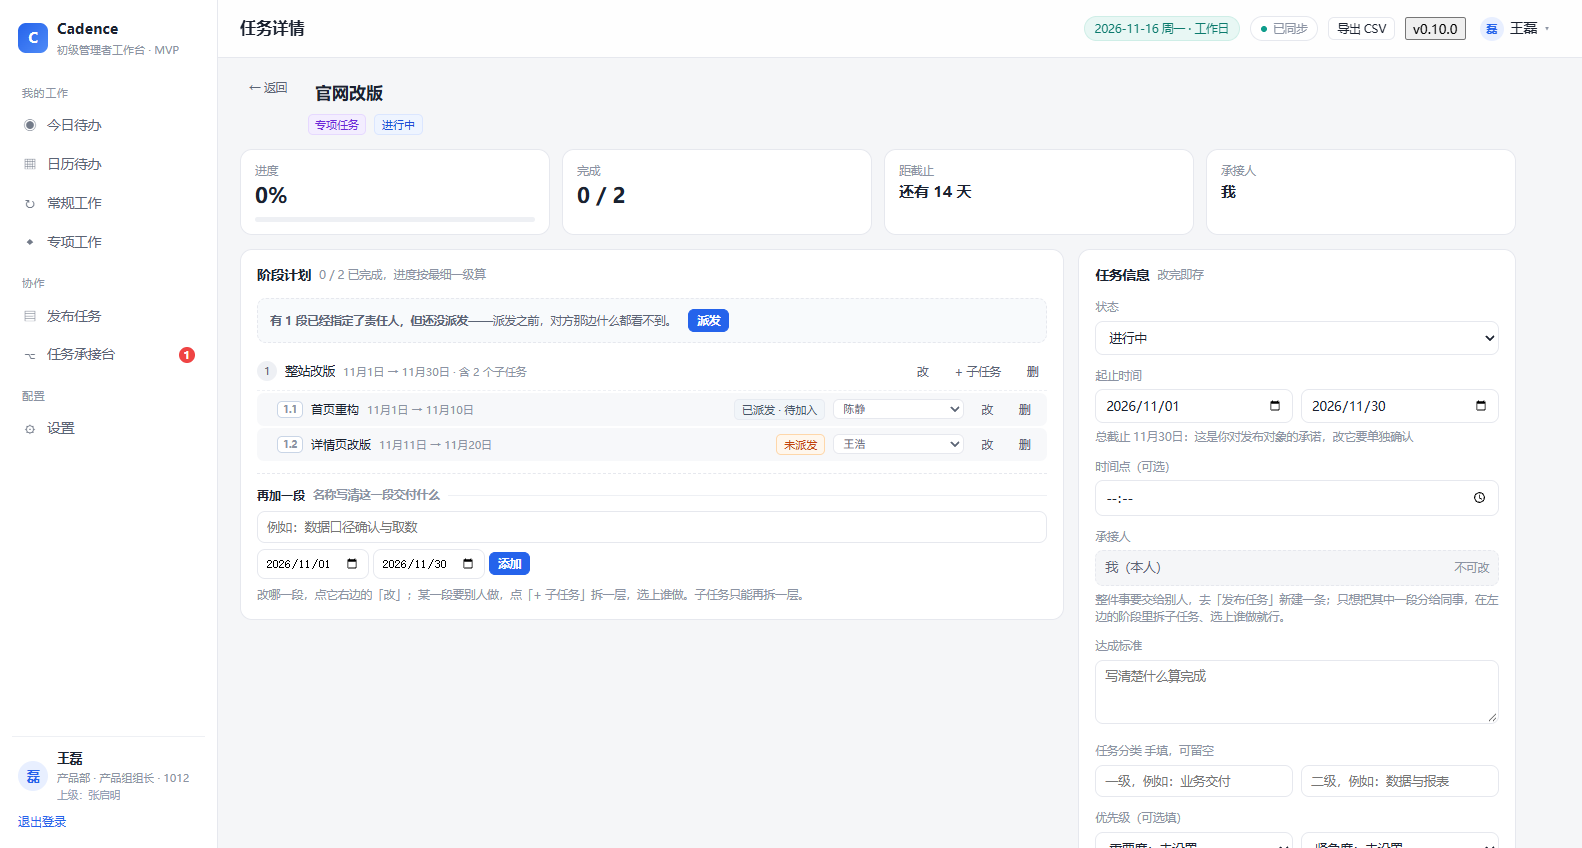 C
Cadence
初级管理者工作台 · MVP
我的工作
今日待办
日历待办
常规工作
专项工作
协作
发布任务
任务承接台
1
配置
设置
磊
王磊
产品部 · 产品组组长 · 1012
上级：张启明
退出登录
任务详情
2026-11-16 周一 · 工作日
已同步
导出 CSV
v0.10.0
磊
王磊
← 返回
官网改版
专项任务
进行中
进度
0%
完成
0 / 2
距截止
还有 14 天
承接人
我
阶段计划 0 / 2 已完成，进度按最细一级算
有 1 段已经指定了责任人，但还没派发——派发之前，对方那边什么都看不到。 派发
1 整站改版 11月1日 → 11月30日 · 含 2 个子任务 改 + 子任务 删
1.1 首页重构 11月1日 → 11月10日 已派发 · 待加入 陈静 改 删
1.2 详情页改版 11月11日 → 11月20日 未派发 王浩 改 删
再加一段 名称写清这一段交付什么
例如：数据口径确认与取数
2026/11/01 2026/11/30 添加
改哪一段，点它右边的「改」；某一段要别人做，点「+ 子任务」拆一层，选上谁做。子任务只能再拆一层。
任务信息 改完即存
状态
进行中
起止时间
2026/11/01 2026/11/30
总截止 11月30日：这是你对发布对象的承诺，改它要单独确认
时间点（可选）
--:--
承接人
我（本人） 不可改
整件事要交给别人，去「发布任务」新建一条；只想把其中一段分给同事，在左
边的阶段里拆子任务、选上谁做就行。
达成标准
写清楚什么算完成
任务分类 手填，可留空
一级，例如：业务交付 二级，例如：数据与报表
优先级（可选填）
重要度：未设置 紧急度：未设置